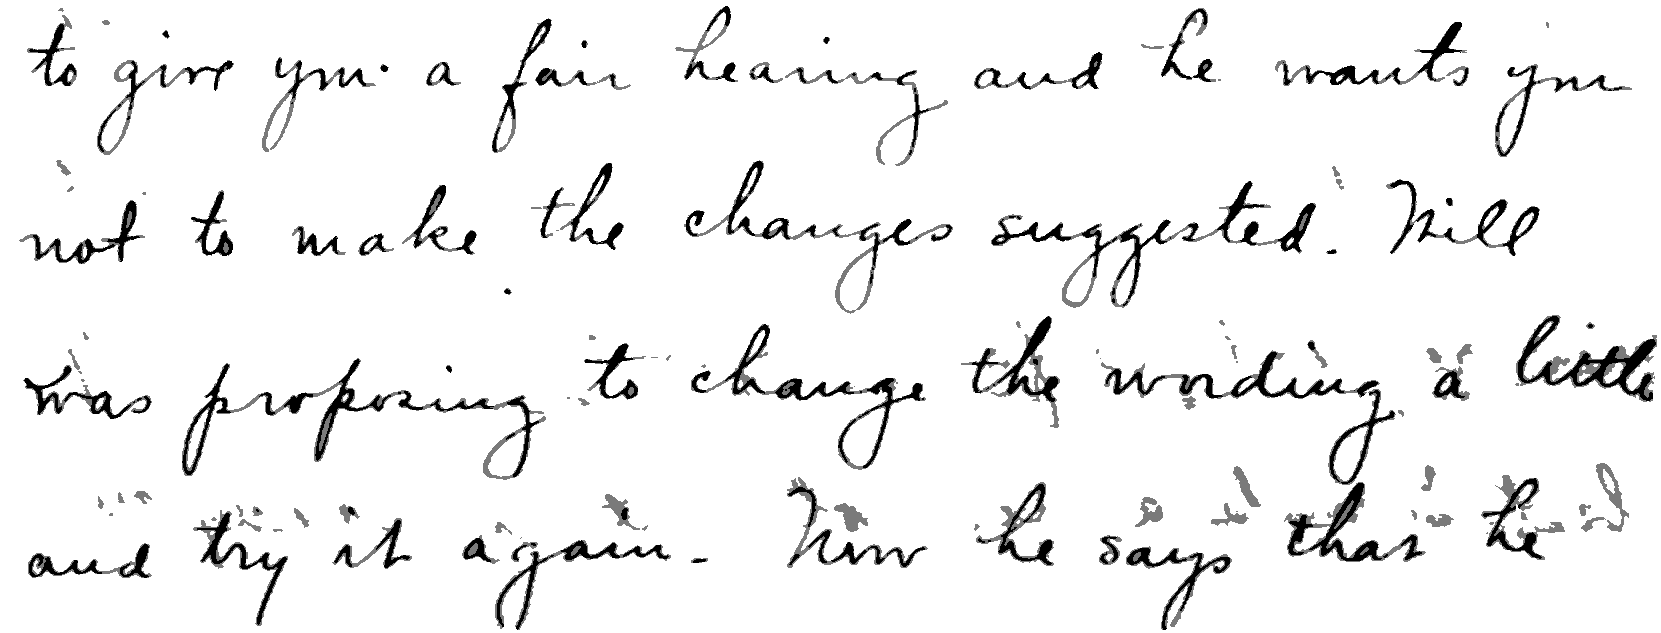 to give you a fair hearing and he wants you
not to make the changes suggested. Will
was proposing to change the wording a little
and try it again. Now he says that he